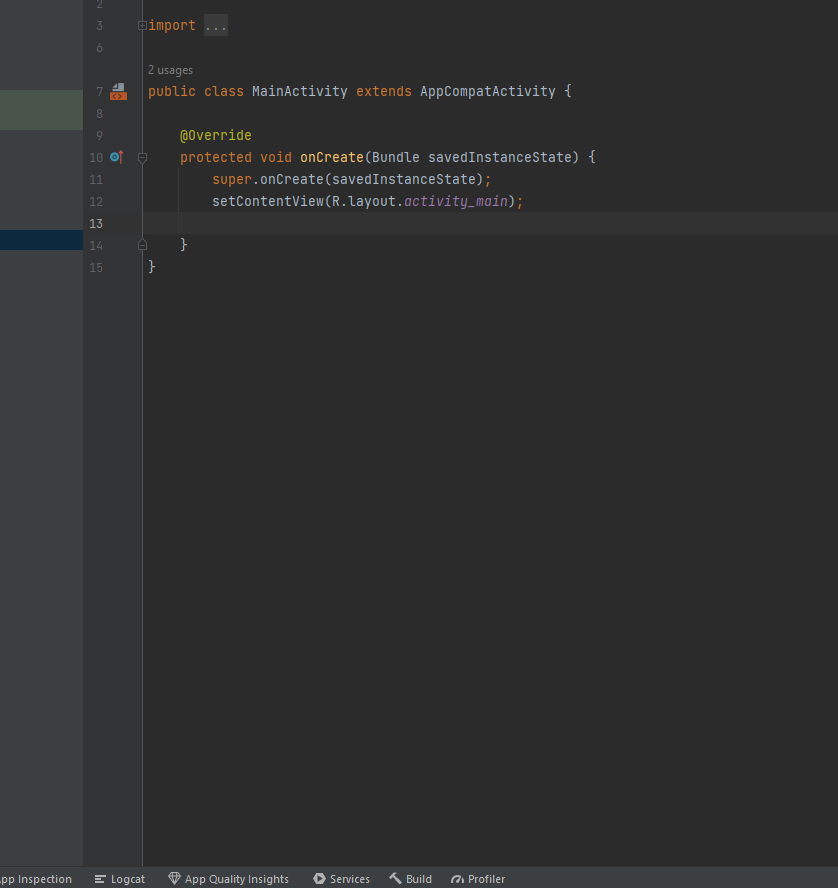 2
3 import ...
6
2 usages
7 public class MainActivity extends AppCompatActivity {
8
9 @Override
10 protected void onCreate(Bundle savedInstanceState) {
11 super.onCreate(savedInstanceState);
12 setContentView(R.layout.activity_main);
13
14 }
15 }
pp Inspection Logcat App Quality Insights Services Build Profiler